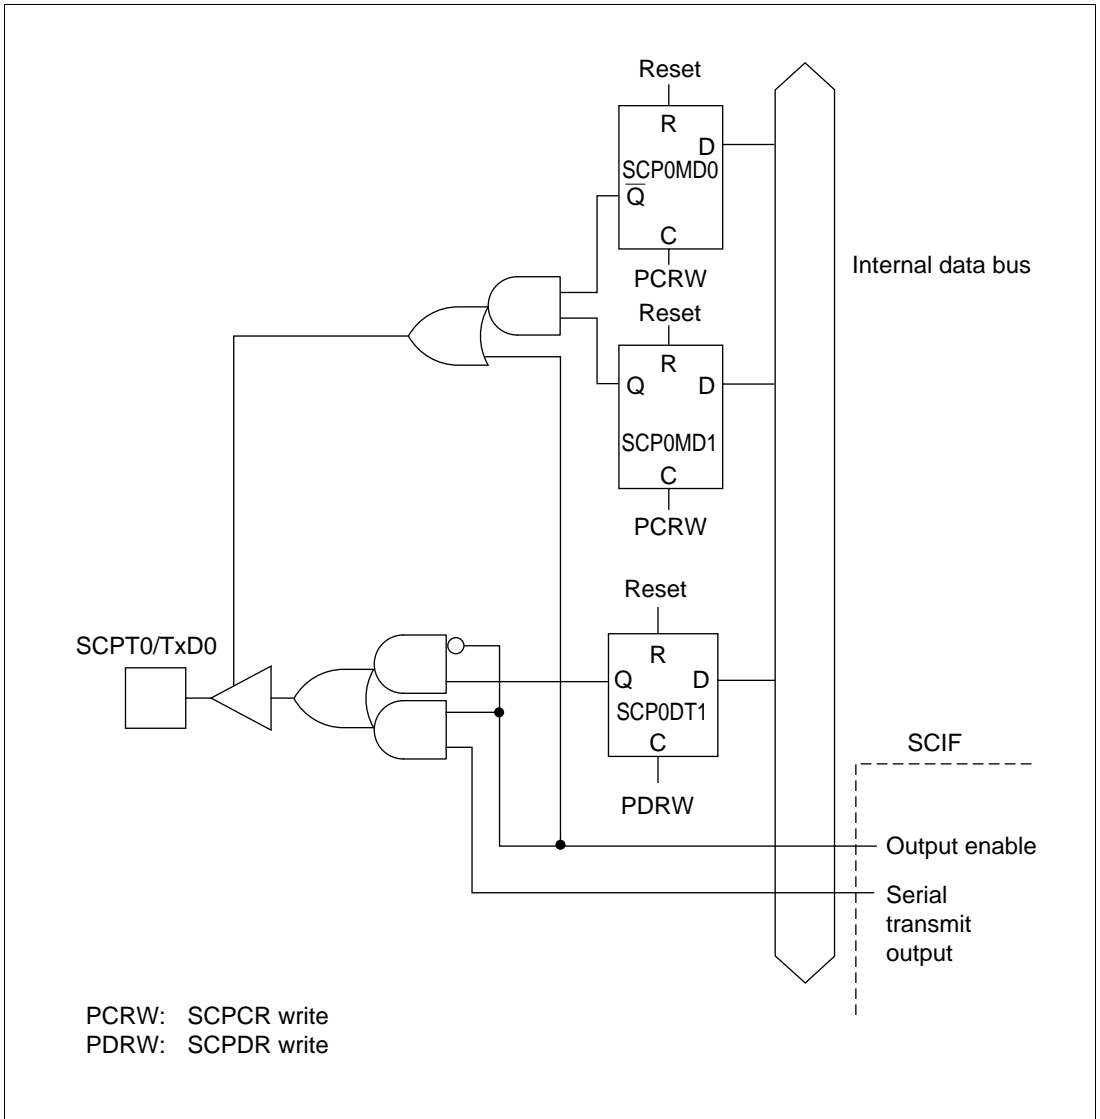 Reset
R
D
SCP0MD0
Q̅
C
PCRW
Internal data bus
Reset
R
Q
D
SCP0MD1
C
PCRW
Reset
SCPT0/TxD0
R
Q
D
SCP0DT1
C
PDRW
SCIF
Output enable
Serial
transmit
output
PCRW: SCPCR write
PDRW: SCPDR write